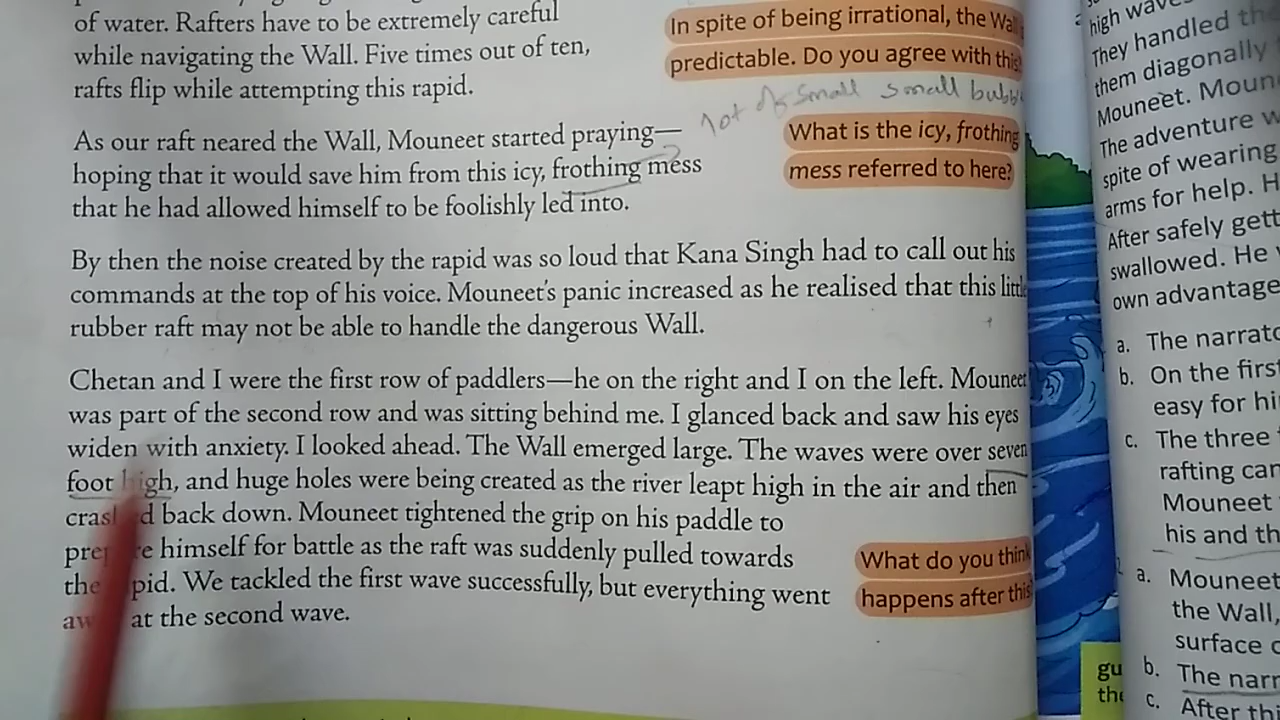 of water. Rafters have to be extremely careful
while navigating the Wall. Five times out of ten,
rafts flip while attempting this rapid.
In spite of being irrational, the Wall
predictable. Do you agree with this
lot of small small
As our raft neared the Wall, Mouneet started praying—
hoping that it would save him from this icy, frothing mess
that he had allowed himself to be foolishly led into.
What is the icy, frothing
mess referred to here?
By then the noise created by the rapid was so loud that Kana Singh had to call out his
commands at the top of his voice. Mouneet's panic increased as he realised that this little
rubber raft may not be able to handle the dangerous Wall.
Chetan and I were the first row of paddlers—he on the right and I on the left. Mouneet
was part of the second row and was sitting behind me. I glanced back and saw his eyes
widen with anxiety. I looked ahead. The Wall emerged large. The waves were over seven
foot high, and huge holes were being created as the river leapt high in the air and then
back down. Mouneet tightened the grip on his paddle to
himself for battle as the raft was suddenly pulled towards
the We tackled the first wave successfully, but everything went
at the second wave.
What do you think
happens after this
high
They handled
them diagonally
Mouneet.
The adventure
spite of wearing
arms for help.
After safely
swallowed. He
own advantage
a. The
b. On the
easy for
c. The three
rafting
Mouneet
his and
a. Mouneet
the Wall,
surface
b. The
c. After